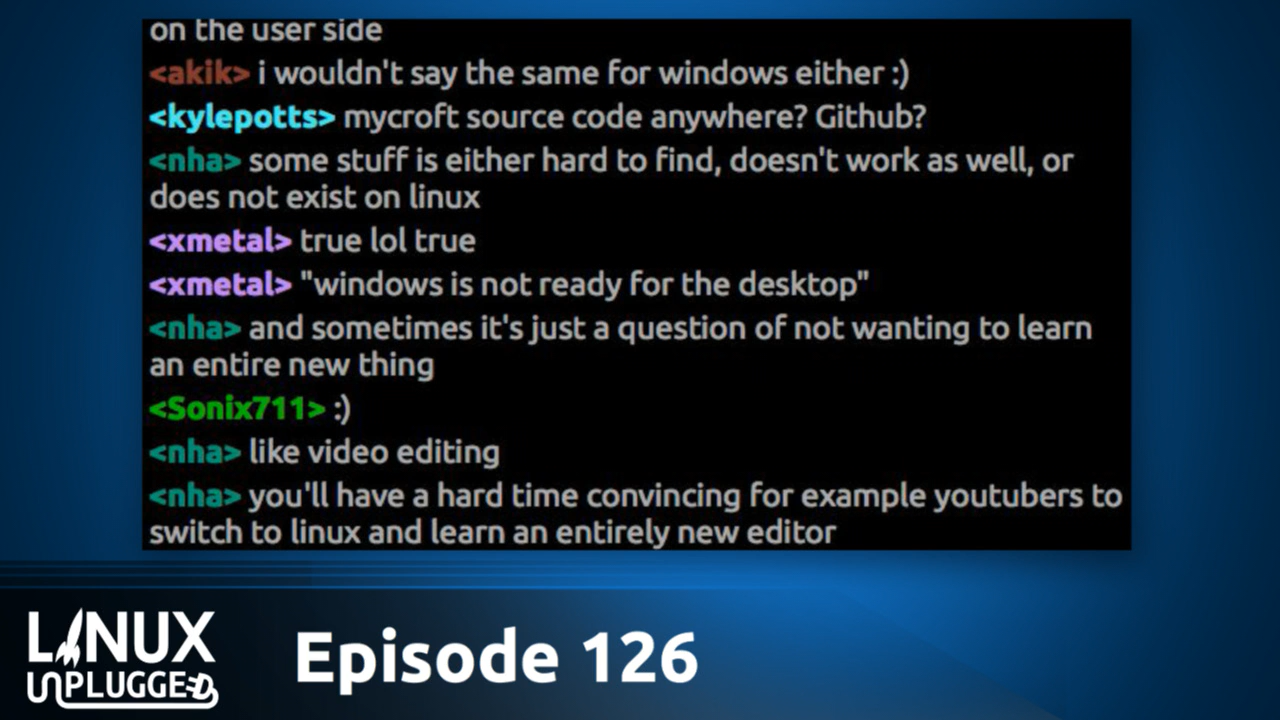 on the user side
<akik> i wouldn't say the same for windows either :)
<kylepotts> mycroft source code anywhere? Github?
<nha> some stuff is either hard to find, doesn't work as well, or
does not exist on linux
<xmetal> true lol true
<xmetal> "windows is not ready for the desktop"
<nha> and sometimes it's just a question of not wanting to learn
an entire new thing
<Sonix711> :)
<nha> like video editing
<nha> you'll have a hard time convincing for example youtubers to
switch to linux and learn an entirely new editor
LINUX
UNPLUGGED
Episode 126